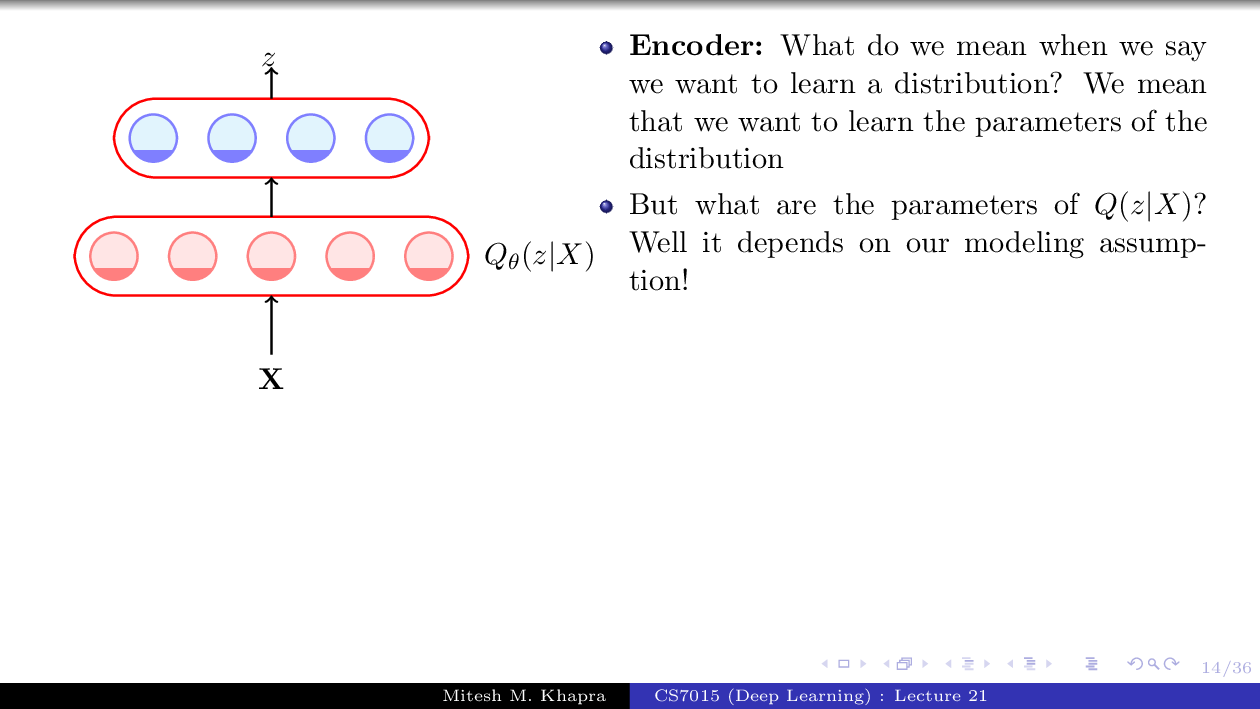 z
Q_θ(z|X)
X
• Encoder: What do we mean when we say
we want to learn a distribution? We mean
that we want to learn the parameters of the
distribution
• But what are the parameters of Q(z|X)?
Well it depends on our modeling assump-
tion!
14/36
Mitesh M. Khapra
CS7015 (Deep Learning) : Lecture 21